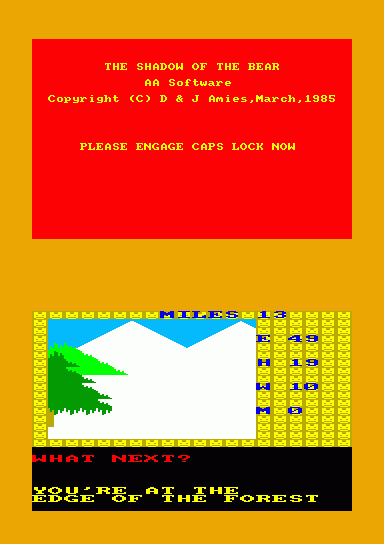 THE SHADOW OF THE BEAR
AA Software
Copyright (C) D & J Amies,March,1985
PLEASE ENGAGE CAPS LOCK NOW
MILES 13
E 49
H 19
W 10
M 0
WHAT NEXT?
YOU'RE AT THE
EDGE OF THE FOREST